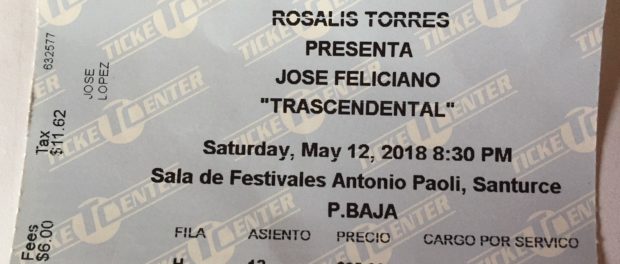 ROSALIS TORRES
PRESENTA
JOSE FELICIANO
"TRASCENDENTAL"
Saturday, May 12, 2018 8:30 PM
Sala de Festivales Antonio Paoli, Santurce
P.BAJA
FILA ASIENTO PRECIO CARGO POR SERVICO
632577
JOSE
LOPEZ
Tax
$11.62
Fees
$6.00
TICKETCENTER